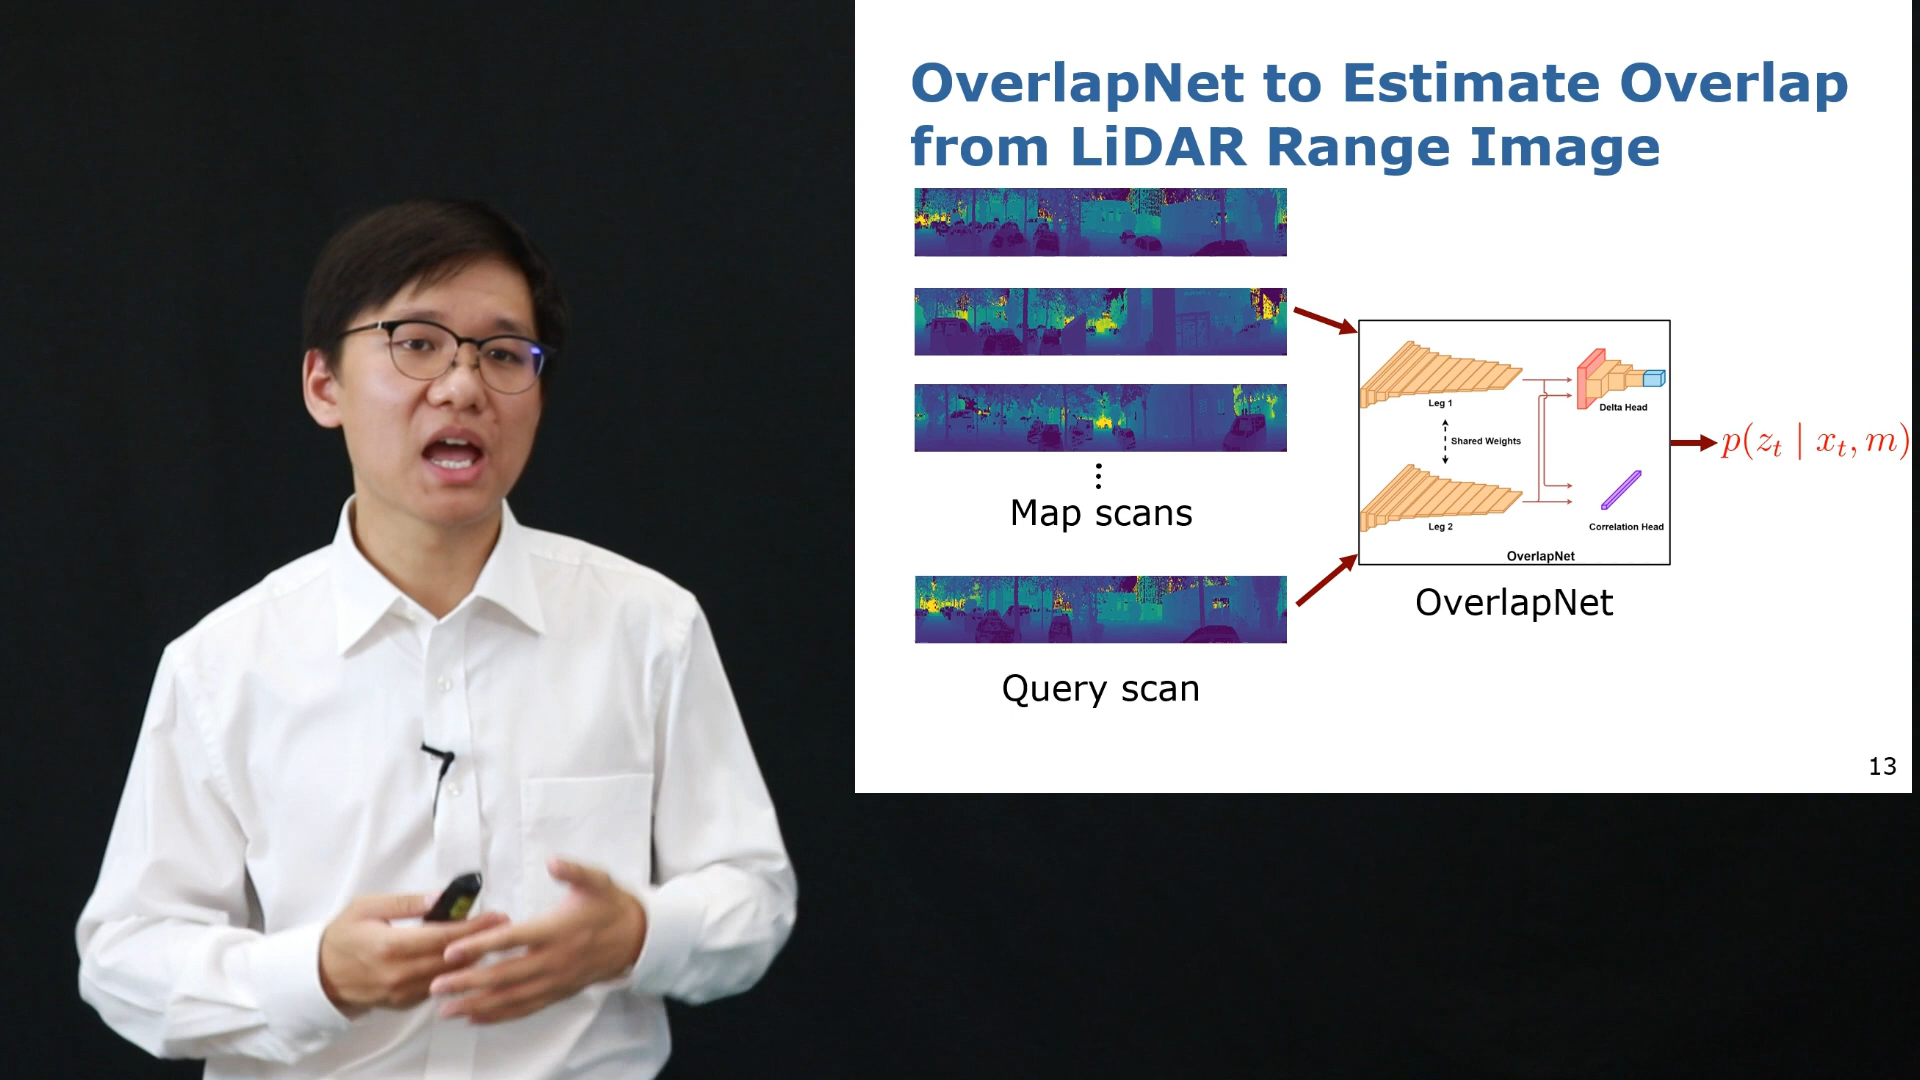 OverlapNet to Estimate Overlap
from LiDAR Range Image
Map scans
Query scan
Leg 1
Shared Weights
Leg 2
Delta Head
Correlation Head
OverlapNet
OverlapNet
p(z_t | x_t, m)
13